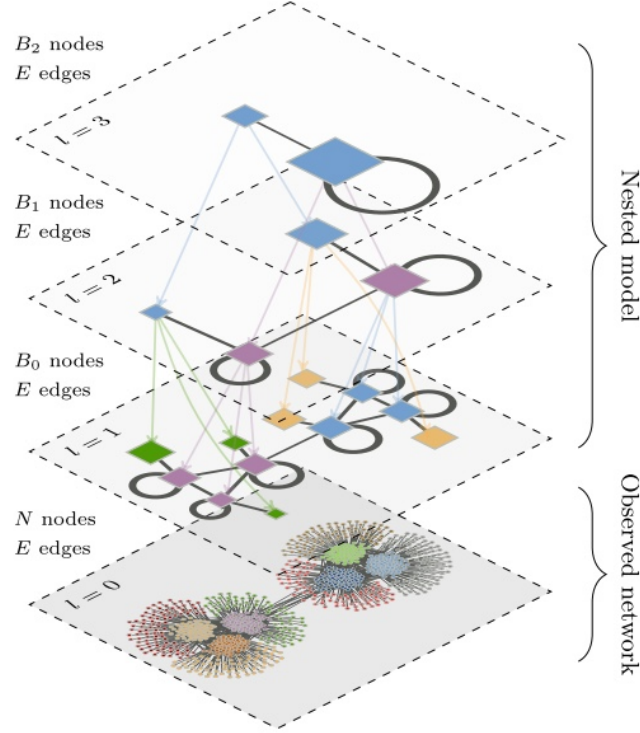 B₂ nodes
E edges
l = 3
B₁ nodes
E edges
l = 2
B₀ nodes
E edges
l = 1
N nodes
E edges
l = 0
Nested model
Observed network